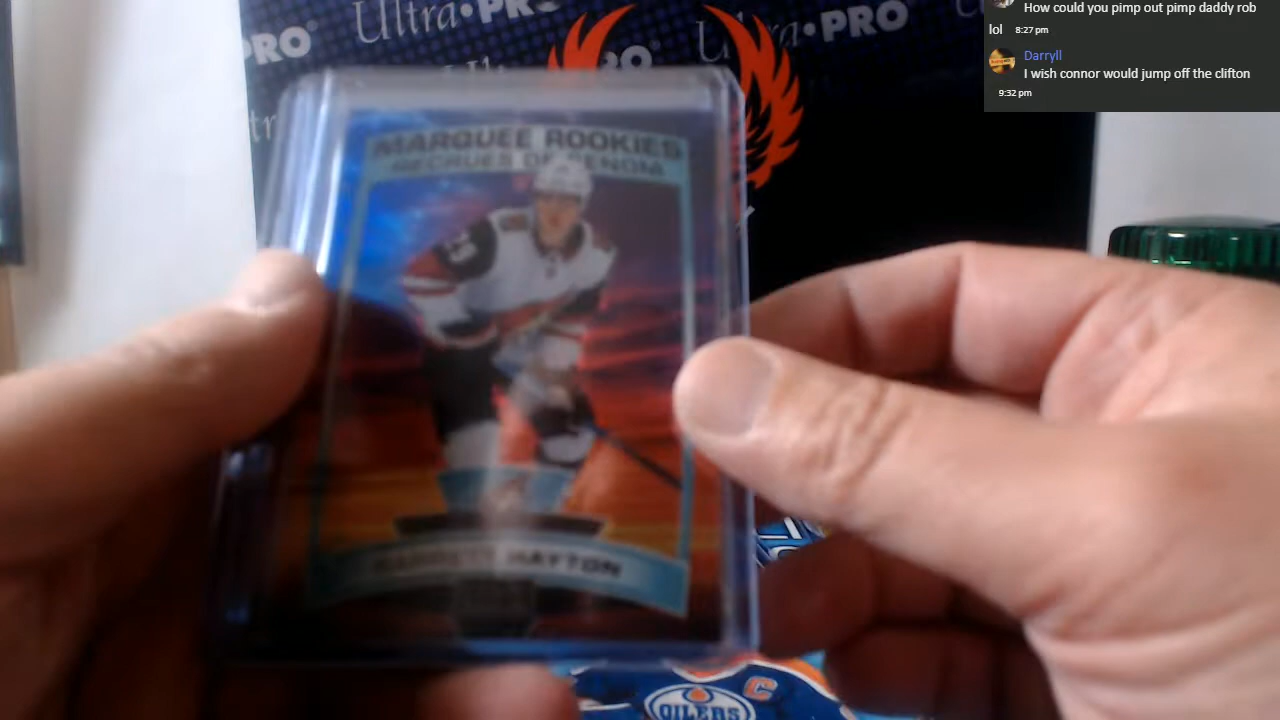 How could you pimp out pimp daddy rob
lol 8:27 pm
Darryll
I wish connor would jump off the clifton
9:32 pm
Ultra•PRO
PRO
MARQUEE ROOKIES
RECRUES DE RENOM
HAYTON
C
OILERS